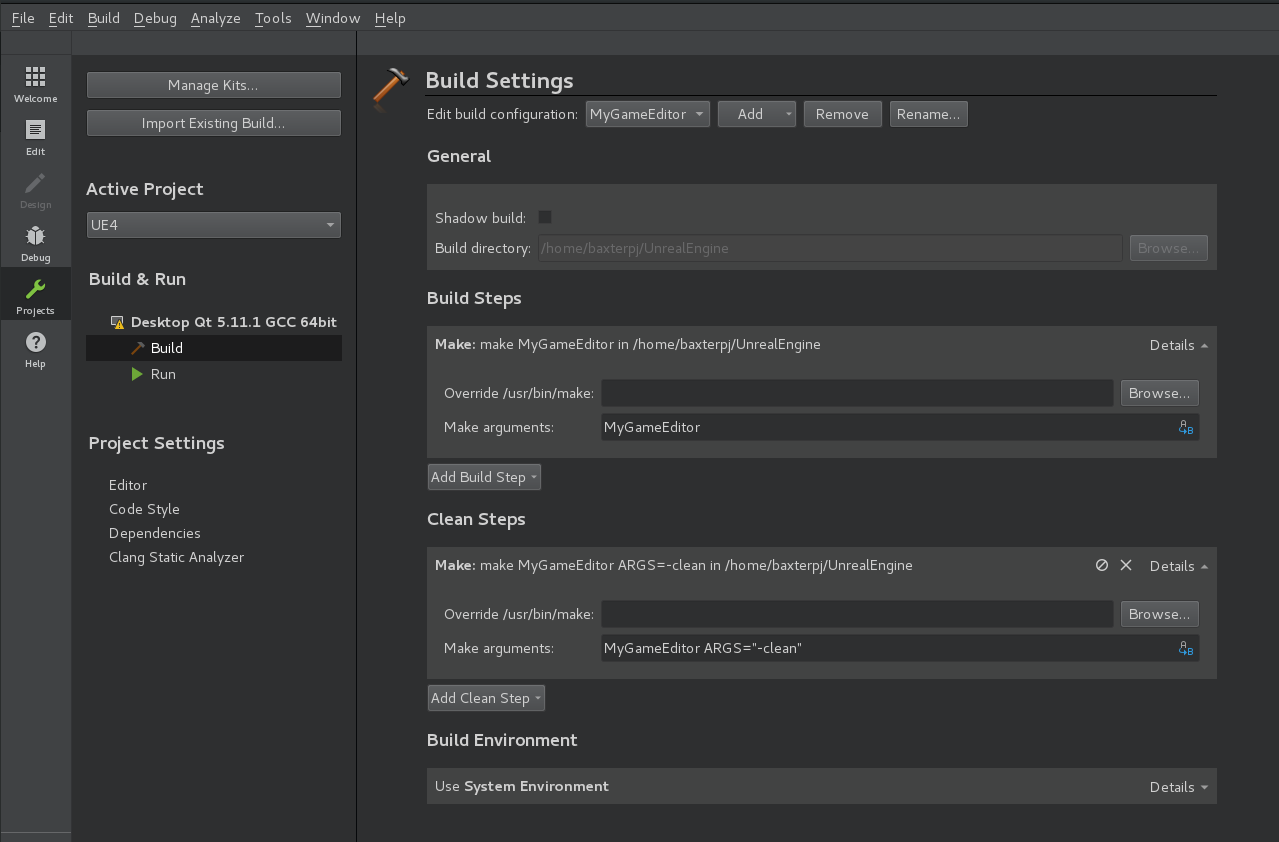 File Edit Build Debug Analyze Tools Window Help
Welcome
Edit
Design
Debug
Projects
Help
Manage Kits...
Import Existing Build...
Active Project
UE4
Build & Run
Desktop Qt 5.11.1 GCC 64bit
Build
Run
Project Settings
Editor
Code Style
Dependencies
Clang Static Analyzer
Build Settings
Edit build configuration: MyGameEditor Add Remove Rename...
General
Shadow build:
Build directory: /home/baxterpj/UnrealEngine Browse...
Build Steps
Make: make MyGameEditor in /home/baxterpj/UnrealEngine Details
Override /usr/bin/make: Browse...
Make arguments: MyGameEditor
Add Build Step
Clean Steps
Make: make MyGameEditor ARGS=-clean in /home/baxterpj/UnrealEngine Details
Override /usr/bin/make: Browse...
Make arguments: MyGameEditor ARGS="-clean"
Add Clean Step
Build Environment
Use System Environment Details